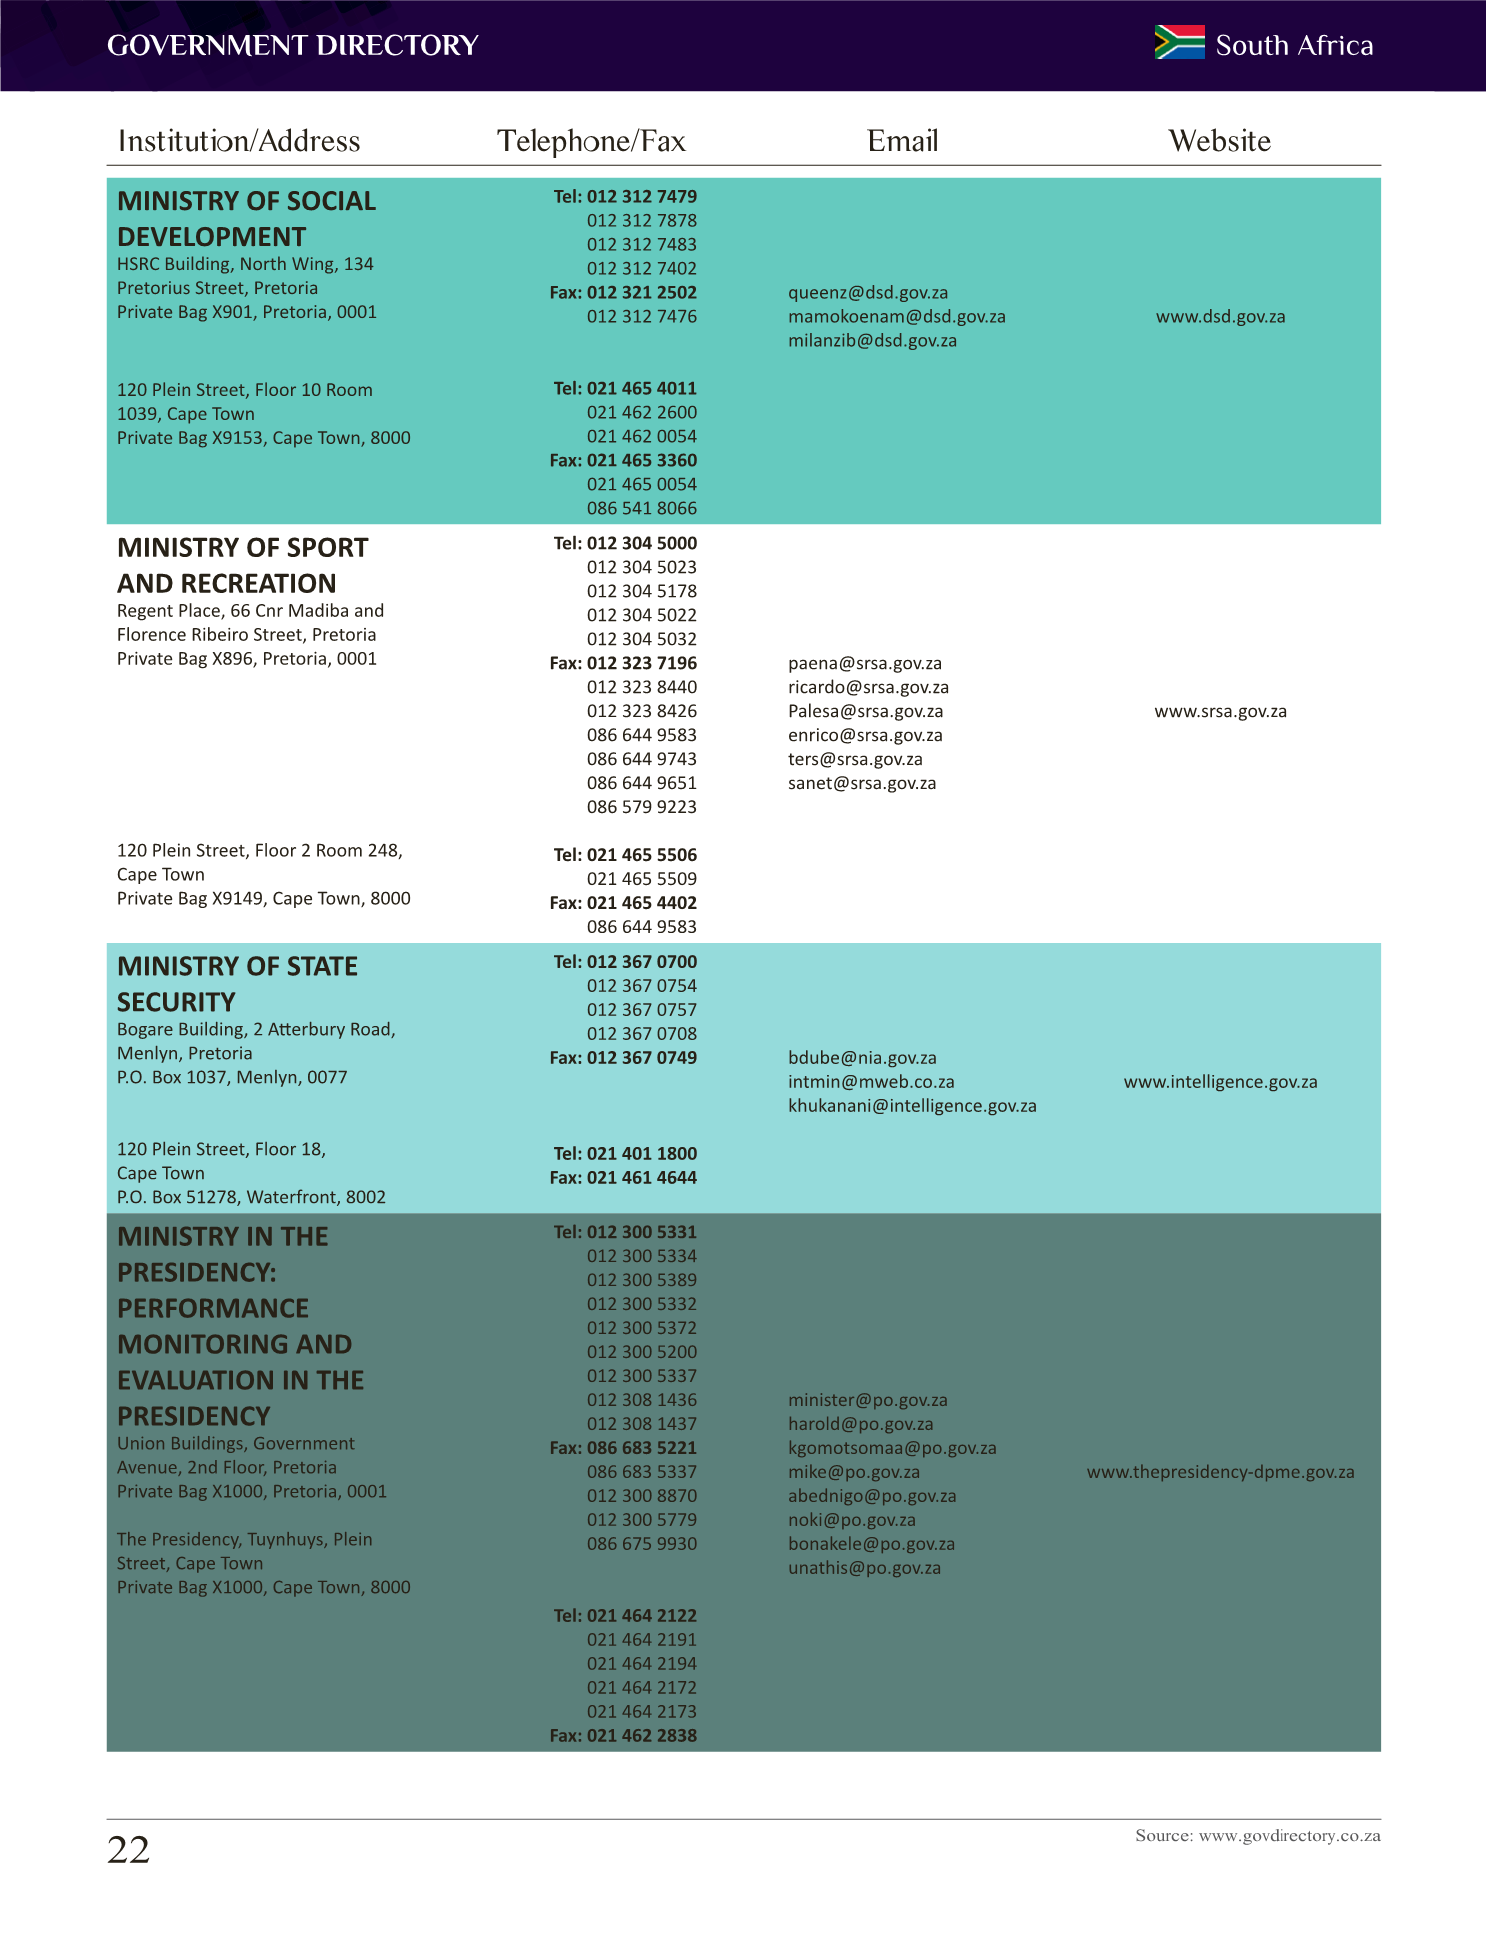 GOVERNMENT DIRECTORY
South Africa
Institution/Address
Telephone/Fax
Email
Website
MINISTRY OF SOCIAL
DEVELOPMENT
HSRC Building, North Wing, 134
Pretorius Street, Pretoria
Private Bag X901, Pretoria, 0001
120 Plein Street, Floor 10 Room
1039, Cape Town
Private Bag X9153, Cape Town, 8000
Tel: 012 312 7479
012 312 7878
012 312 7483
012 312 7402
Fax: 012 321 2502
012 312 7476
Tel: 021 465 4011
021 462 2600
021 462 0054
Fax: 021 465 3360
021 465 0054
086 541 8066
queenz@dsd.gov.za
mamokoenam@dsd.gov.za
milanzib@dsd.gov.za
www.dsd.gov.za
MINISTRY OF SPORT
AND RECREATION
Regent Place, 66 Cnr Madiba and
Florence Ribeiro Street, Pretoria
Private Bag X896, Pretoria, 0001
120 Plein Street, Floor 2 Room 248,
Cape Town
Private Bag X9149, Cape Town, 8000
Tel: 012 304 5000
012 304 5023
012 304 5178
012 304 5022
012 304 5032
Fax: 012 323 7196
012 323 8440
012 323 8426
086 644 9583
086 644 9743
086 644 9651
086 579 9223
Tel: 021 465 5506
021 465 5509
Fax: 021 465 4402
086 644 9583
paena@srsa.gov.za
ricardo@srsa.gov.za
Palesa@srsa.gov.za
enrico@srsa.gov.za
ters@srsa.gov.za
sanet@srsa.gov.za
www.srsa.gov.za
MINISTRY OF STATE
SECURITY
Bogare Building, 2 Atterbury Road,
Menlyn, Pretoria
P.O. Box 1037, Menlyn, 0077
120 Plein Street, Floor 18,
Cape Town
P.O. Box 51278, Waterfront, 8002
Tel: 012 367 0700
012 367 0754
012 367 0757
012 367 0708
Fax: 012 367 0749
Tel: 021 401 1800
Fax: 021 461 4644
bdube@nia.gov.za
intmin@mweb.co.za
khukanani@intelligence.gov.za
www.intelligence.gov.za
MINISTRY IN THE
PRESIDENCY:
PERFORMANCE
MONITORING AND
EVALUATION IN THE
PRESIDENCY
Union Buildings, Government
Avenue, 2nd Floor, Pretoria
Private Bag X1000, Pretoria, 0001
The Presidency, Tuynhuys, Plein
Street, Cape Town
Private Bag X1000, Cape Town, 8000
Tel: 012 300 5331
012 300 5334
012 300 5389
012 300 5332
012 300 5372
012 300 5200
012 300 5337
012 308 1436
012 308 1437
Fax: 086 683 5221
086 683 5337
012 300 8870
012 300 5779
086 675 9930
Tel: 021 464 2122
021 464 2191
021 464 2194
021 464 2172
021 464 2173
Fax: 021 462 2838
minister@po.gov.za
harold@po.gov.za
kgomotsomaa@po.gov.za
mike@po.gov.za
abednigo@po.gov.za
noki@po.gov.za
bonakele@po.gov.za
unathis@po.gov.za
www.thepresidency-dpme.gov.za
22
Source: www.govdirectory.co.za